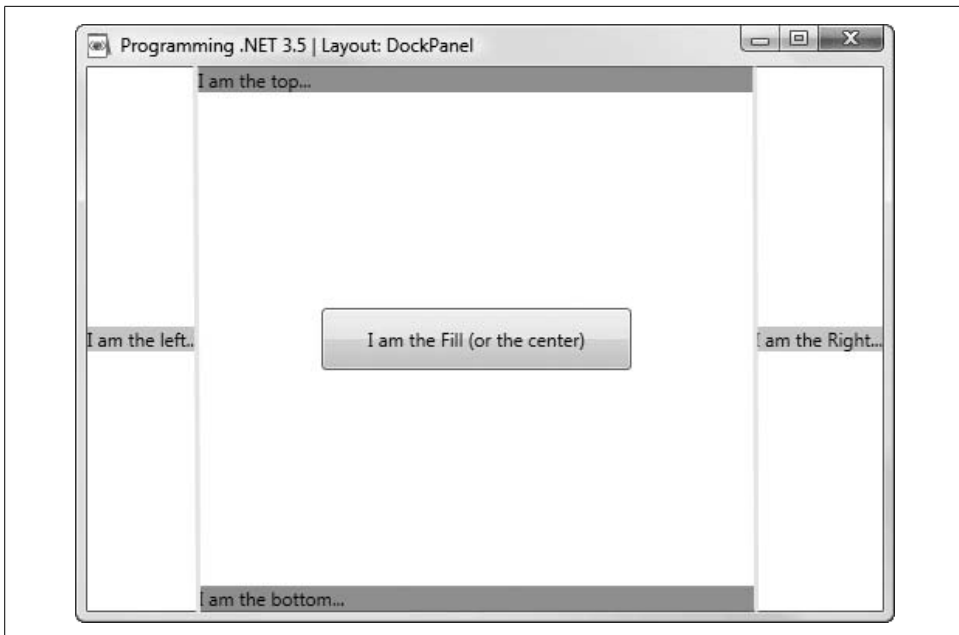 Programming .NET 3.5 | Layout: DockPanel
I am the top...
I am the left..
I am the Fill (or the center)
I am the Right...
I am the bottom...